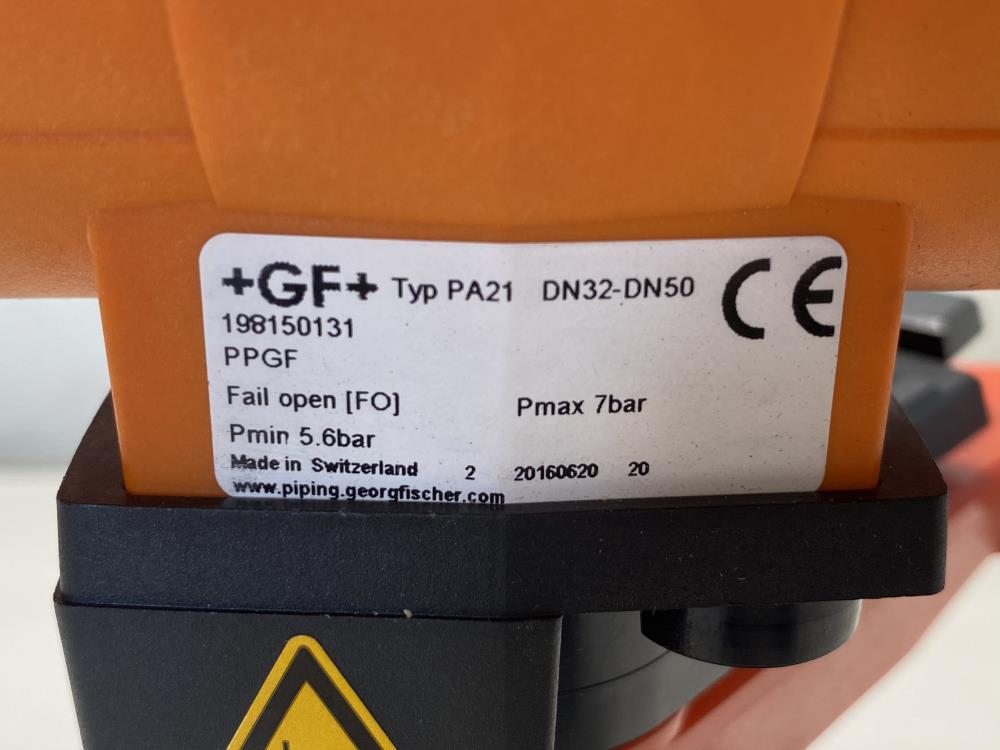 +GF+ Typ PA21 DN32-DN50 CE
198150131
PPGF
Fail open [FO] Pmax 7bar
Pmin 5.6bar
Made in Switzerland 2 20160620 20
www.piping.georgfischer.com